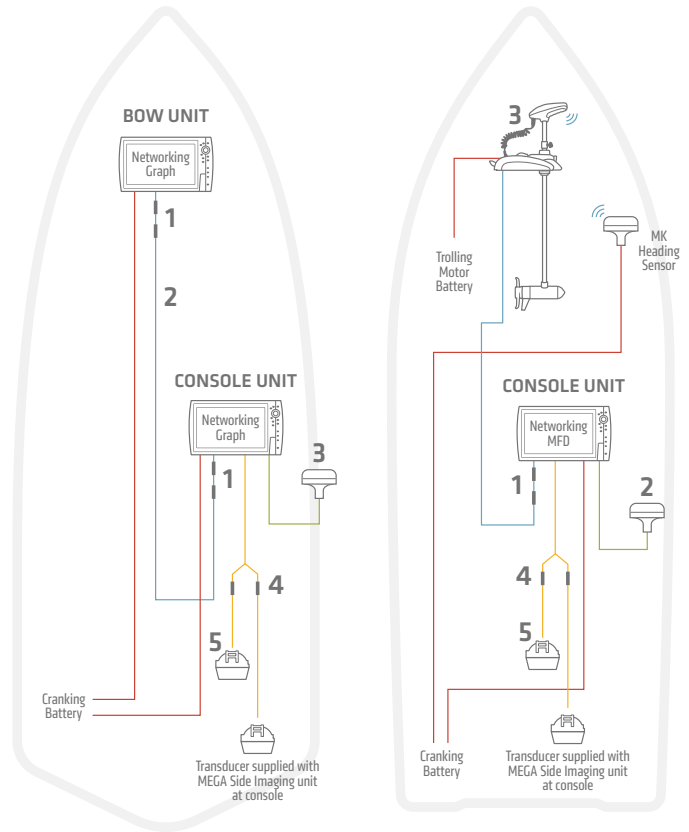 BOW UNIT
Networking
Graph
1
2
CONSOLE UNIT
Networking
Graph
1
3
4
5
Cranking
Battery
Transducer supplied with
MEGA Side Imaging unit
at console
3
Trolling
Motor
Battery
MK
Heading
Sensor
CONSOLE UNIT
Networking
MFD
1
2
4
5
Cranking
Battery
Transducer supplied with
MEGA Side Imaging unit
at console